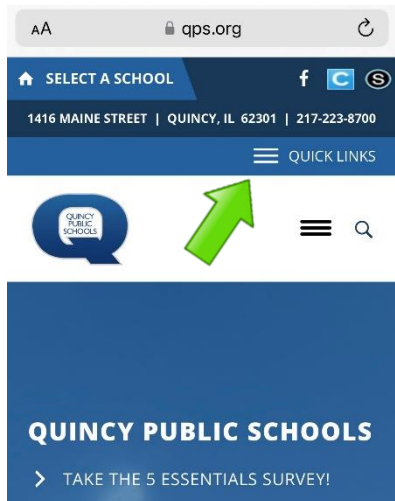 AA qps.org
SELECT A SCHOOL f C S
1416 MAINE STREET | QUINCY, IL 62301 | 217-223-8700
QUICK LINKS
QUINCY
PUBLIC
SCHOOLS
QUINCY PUBLIC SCHOOLS
TAKE THE 5 ESSENTIALS SURVEY!